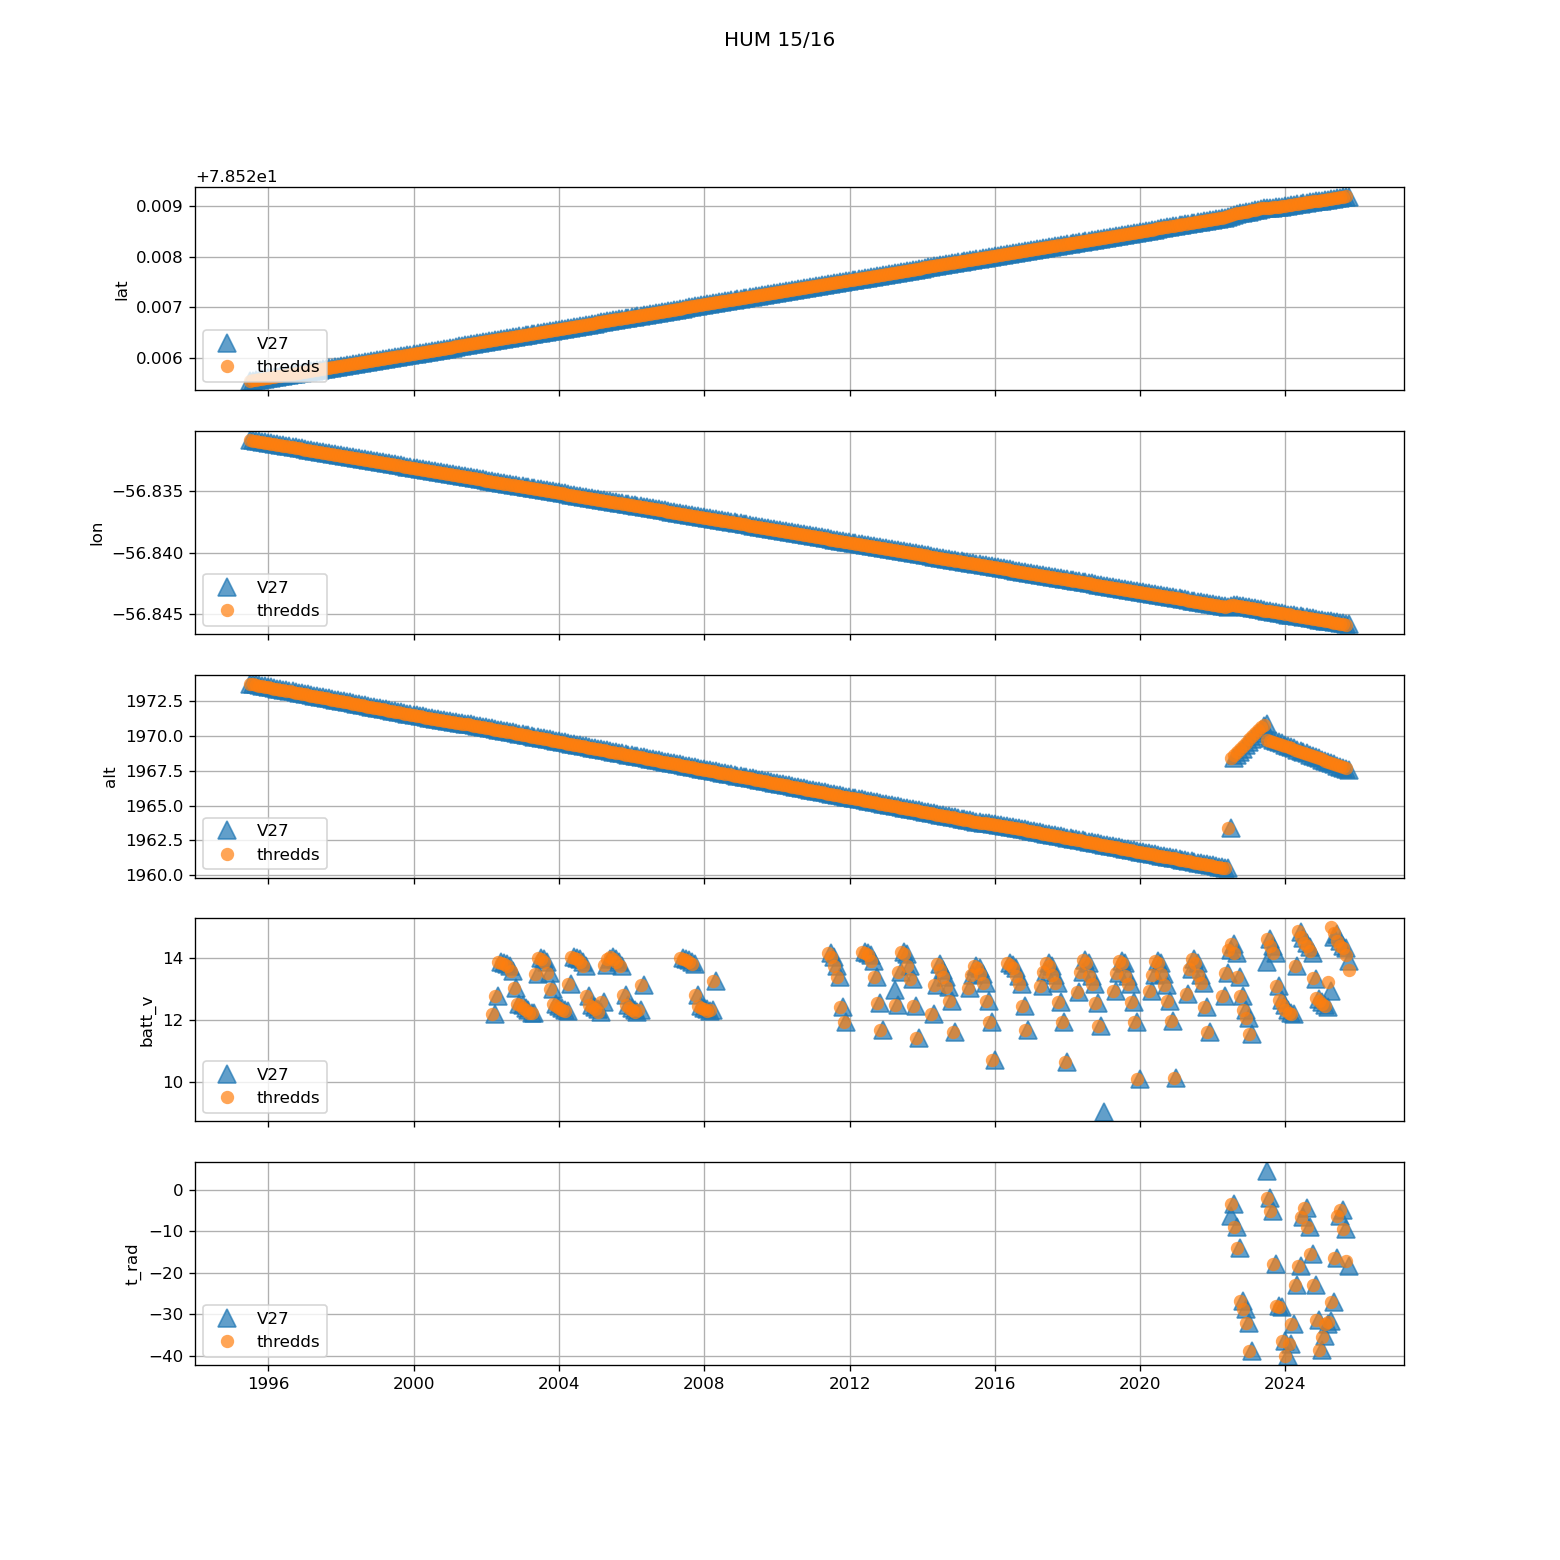 HUM 15/16
+7.852e1
0.009
0.008
0.007
0.006
lat
V27
thredds
−56.835
−56.840
−56.845
lon
V27
thredds
1972.5
1970.0
1967.5
1965.0
1962.5
1960.0
alt
V27
thredds
14
12
10
batt_v
V27
thredds
0
−10
−20
−30
−40
t_rad
V27
thredds
1996 2000 2004 2008 2012 2016 2020 2024